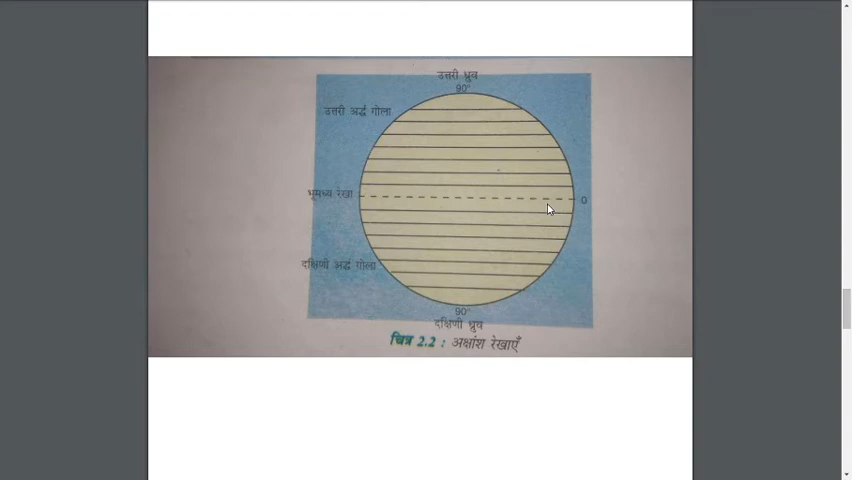 उत्तरी ध्रुव
90°
उत्तरी अर्द्ध गोला
भूमध्य रेखा
0
दक्षिणी अर्द्ध गोला
90°
दक्षिणी ध्रुव
चित्र 2.2 : अक्षांश रेखाएँ